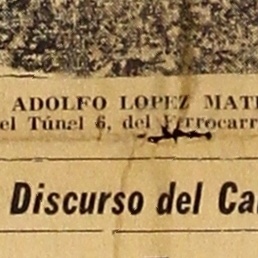 ADOLFO LOPEZ MAT
el Túnel 6, del Ferrocarr
Discurso del Ca